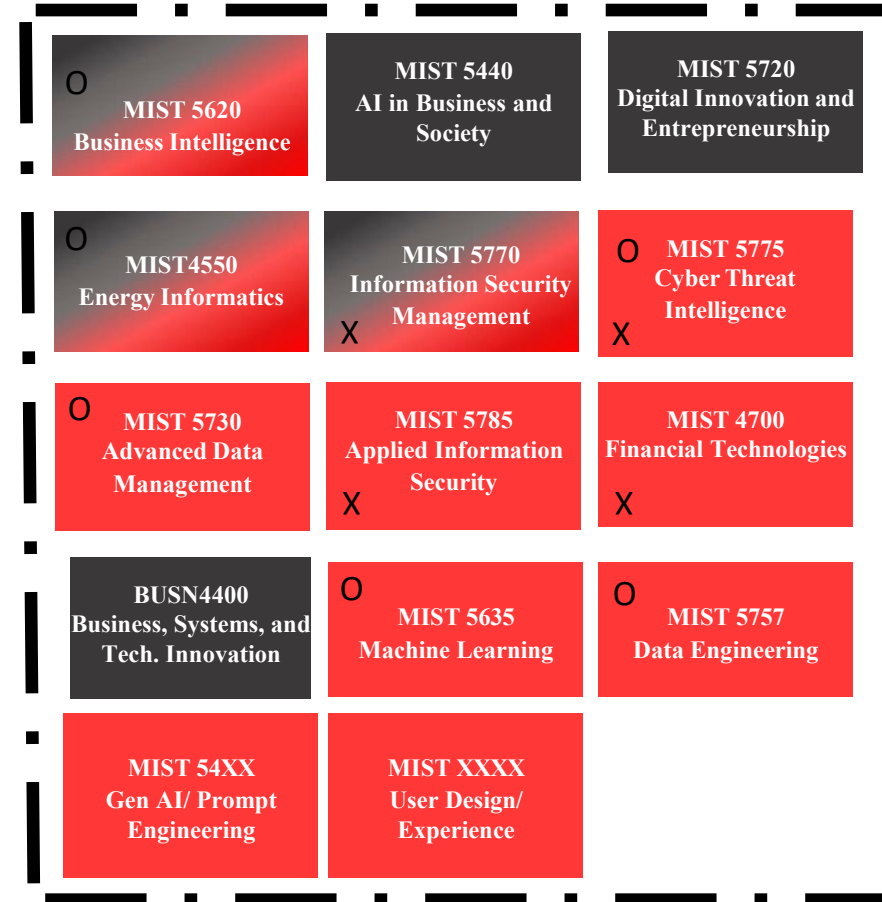 O
MIST 5620
Business Intelligence
MIST 5440
AI in Business and
Society
MIST 5720
Digital Innovation and
Entrepreneurship
O
MIST4550
Energy Informatics
MIST 5770
Information Security
Management
X
O
MIST 5775
Cyber Threat
Intelligence
X
O
MIST 5730
Advanced Data
Management
MIST 5785
Applied Information
Security
X
MIST 4700
Financial Technologies
X
BUSN4400
Business, Systems, and
Tech. Innovation
O
MIST 5635
Machine Learning
O
MIST 5757
Data Engineering
MIST 54XX
Gen AI/ Prompt
Engineering
MIST XXXX
User Design/
Experience